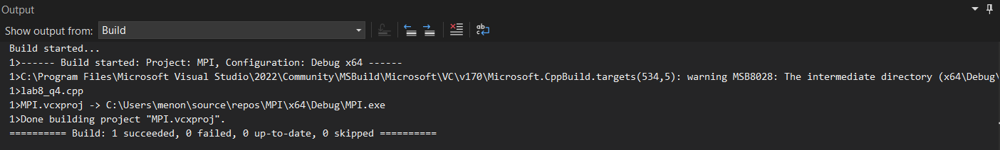 Output
Show output from: Build
Build started...
1>------ Build started: Project: MPI, Configuration: Debug x64 ------
1>C:\Program Files\Microsoft Visual Studio\2022\Community\MSBuild\Microsoft\VC\v170\Microsoft.CppBuild.targets(534,5): warning MSB8028: The intermediate directory (x64\Debug\
1>lab8_q4.cpp
1>MPI.vcxproj -> C:\Users\menon\source\repos\MPI\x64\Debug\MPI.exe
1>Done building project "MPI.vcxproj".
========== Build: 1 succeeded, 0 failed, 0 up-to-date, 0 skipped ==========